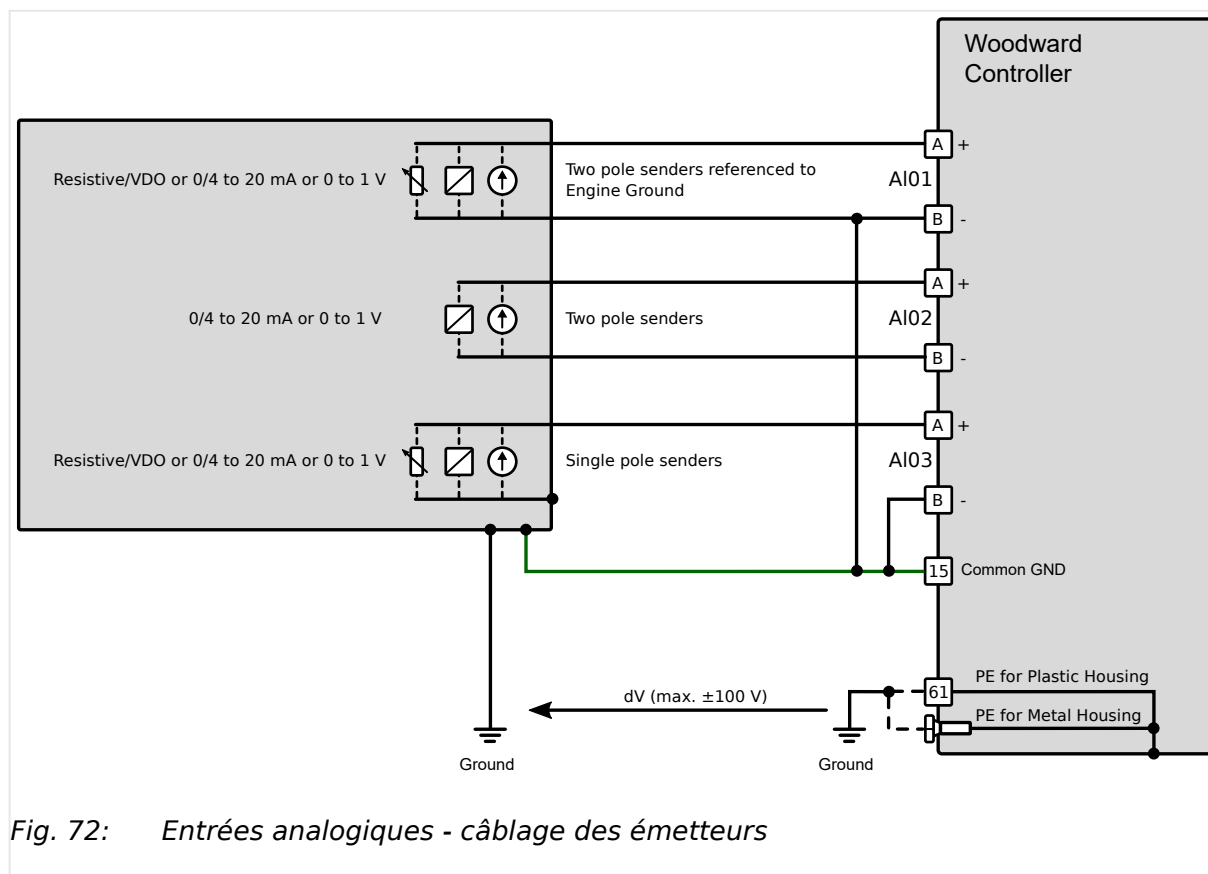 Woodward
Controller
A +
Resistive/VDO or 0/4 to 20 mA or 0 to 1 V
Two pole senders referenced to
Engine Ground
AI01
B -
A +
0/4 to 20 mA or 0 to 1 V
Two pole senders
AI02
B -
A +
Resistive/VDO or 0/4 to 20 mA or 0 to 1 V
Single pole senders
AI03
B -
15 Common GND
PE for Plastic Housing
61
dV (max. ±100 V)
PE for Metal Housing
Ground
Ground
Fig. 72: Entrées analogiques - câblage des émetteurs